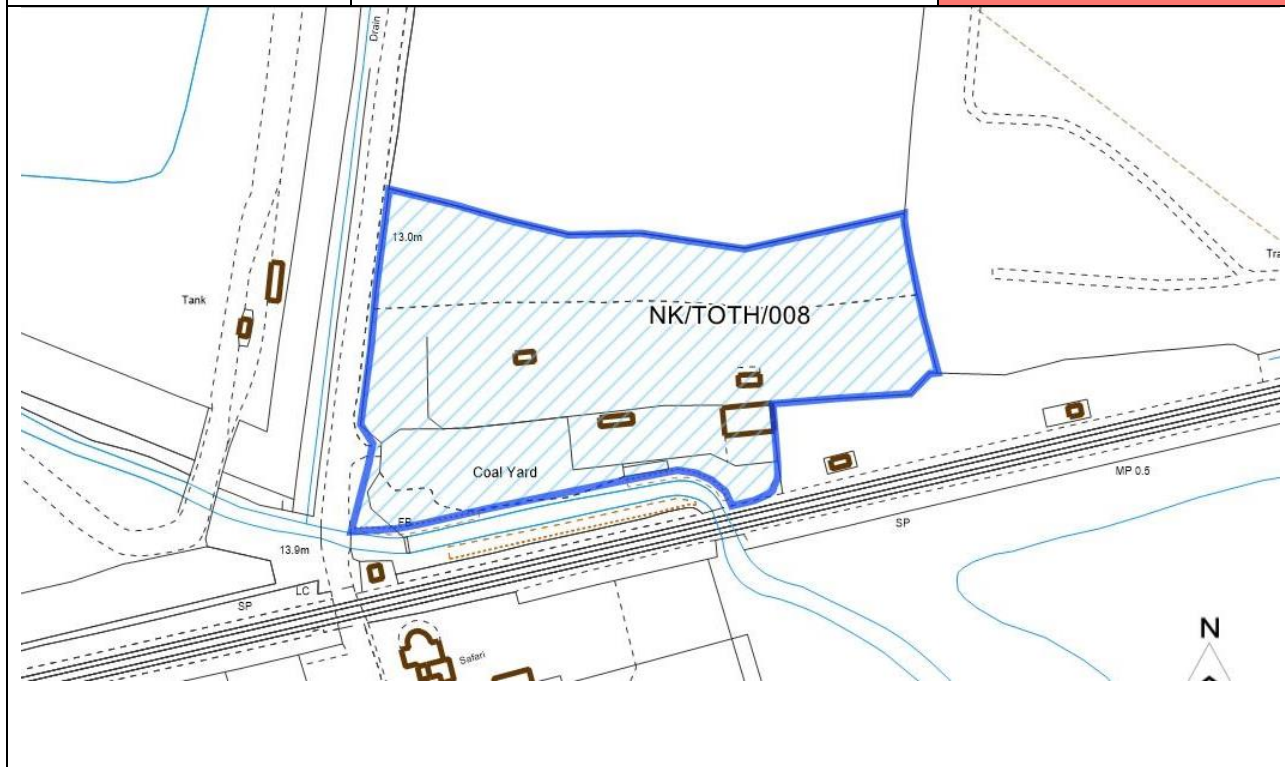 Drain
13.0m
NK/TOTH/008
Tank
Coal Yard
FB
MP 0.5
SP
13.9m
LC
SP
Safari
N